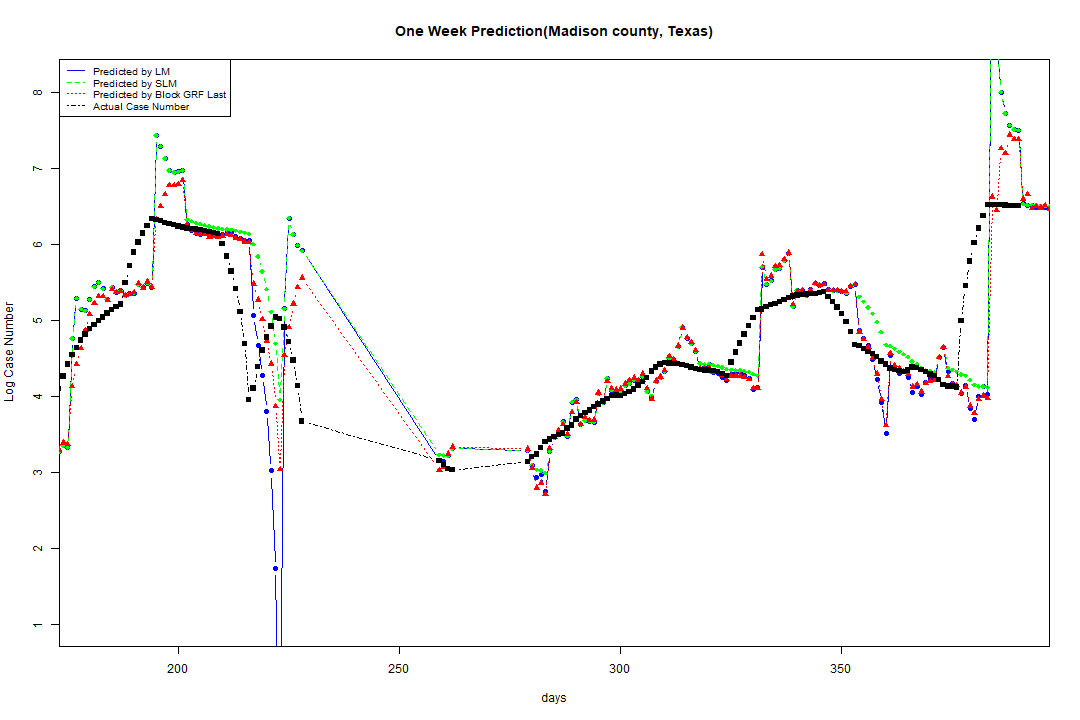 One Week Prediction(Madison county, Texas)
Predicted by LM
Predicted by SLM
Predicted by Block GRF Last
Actual Case Number
Log Case Number
8
7
6
5
4
3
2
1
200
250
300
350
days